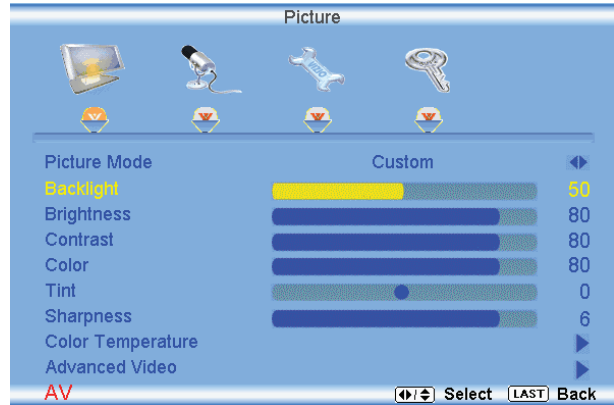 Picture
VIZIO
Picture Mode Custom
Backlight 50
Brightness 80
Contrast 80
Color 80
Tint 0
Sharpness 6
Color Temperature
Advanced Video
AV Select LAST Back